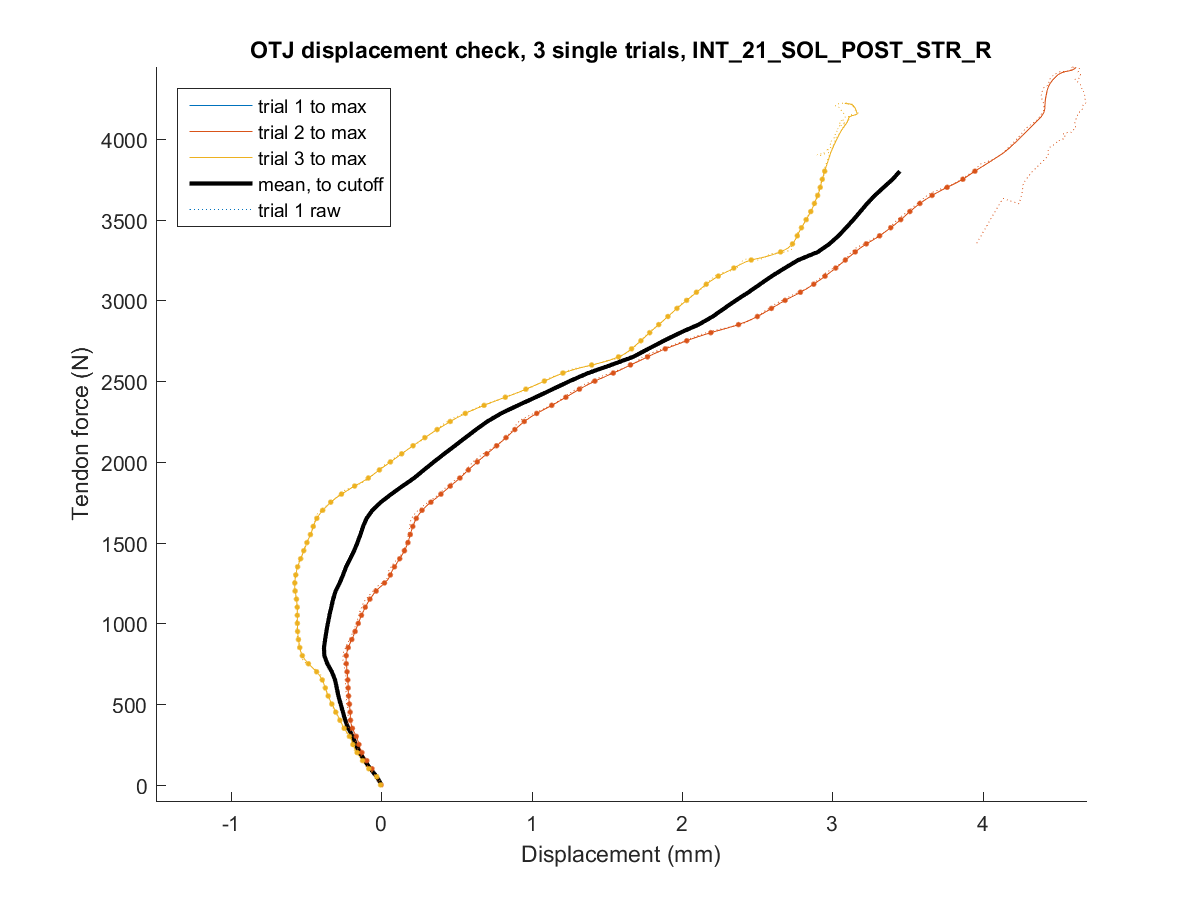 OTJ displacement check, 3 single trials, INT_21_SOL_POST_STR_R
trial 1 to max
trial 2 to max
trial 3 to max
mean, to cutoff
trial 1 raw
4000
3500
3000
2500
2000
1500
1000
500
0
Tendon force (N)
-1 0 1 2 3 4
Displacement (mm)